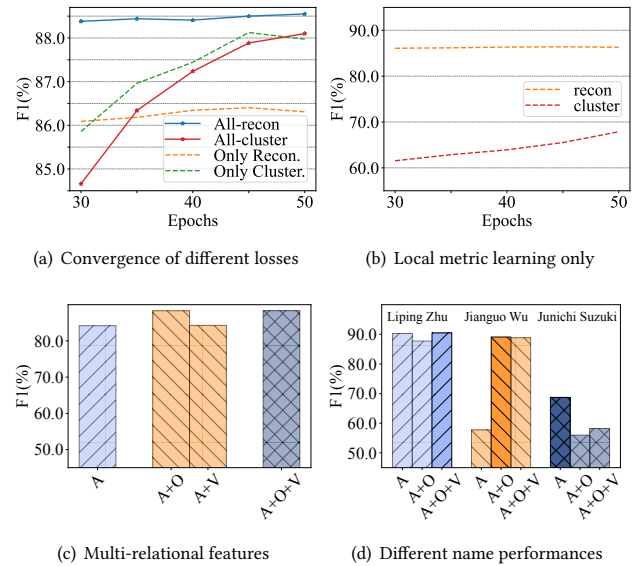 88.0
87.0
86.0
85.0
F1(%)
All-recon
All-cluster
Only Recon.
Only Cluster.
30
40
50
Epochs
(a) Convergence of different losses
90.0
80.0
70.0
60.0
F1(%)
recon
cluster
30
40
50
Epochs
(b) Local metric learning only
80.0
70.0
60.0
50.0
F1(%)
A
A+O
A+V
A+O+V
(c) Multi-relational features
Liping Zhu Jianguo Wu Junichi Suzuki
90.0
80.0
70.0
60.0
50.0
F1(%)
A
A+O
A+O+V
A
A+O
A+O+V
A
A+O
A+O+V
(d) Different name performances